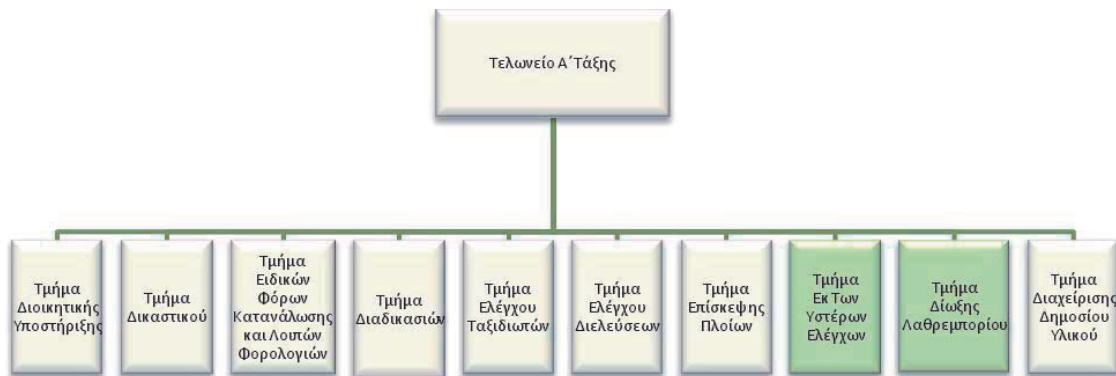 Τελωνείο Α΄Τάξης
Τμήμα
Διοικητικής
Υποστήριξης
Τμήμα
Δικαστικού
Τμήμα
Ειδικών
Φόρων
Κατανάλωσης
και Λοιπών
Φορολογιών
Τμήμα
Διαδικασιών
Τμήμα
Ελέγχου
Ταξιδιωτών
Τμήμα
Ελέγχου
Διελεύσεων
Τμήμα
Επίσκεψης
Πλοίων
Τμήμα
Εκ Των
Υστέρων
Ελέγχων
Τμήμα
Δίωξης
Λαθρεμπορίου
Τμήμα
Διαχείρισης
Δημοσίου
Υλικού